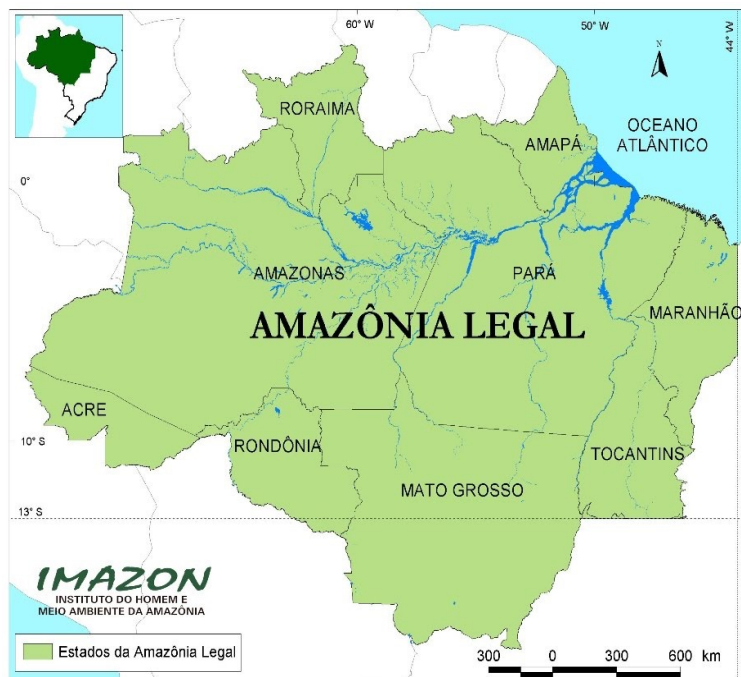 60° W
50° W
44° W
N
RORAIMA
AMAPÁ
OCEANO
ATLÂNTICO
0°
AMAZONAS
PARÁ
MARANHÃO
AMAZÔNIA LEGAL
ACRE
10° S
RONDÔNIA
TOCANTINS
MATO GROSSO
13° S
IMAZON
INSTITUTO DO HOMEM E
MEIO AMBIENTE DA AMAZÔNIA
Estados da Amazônia Legal
300 0 300 600 km